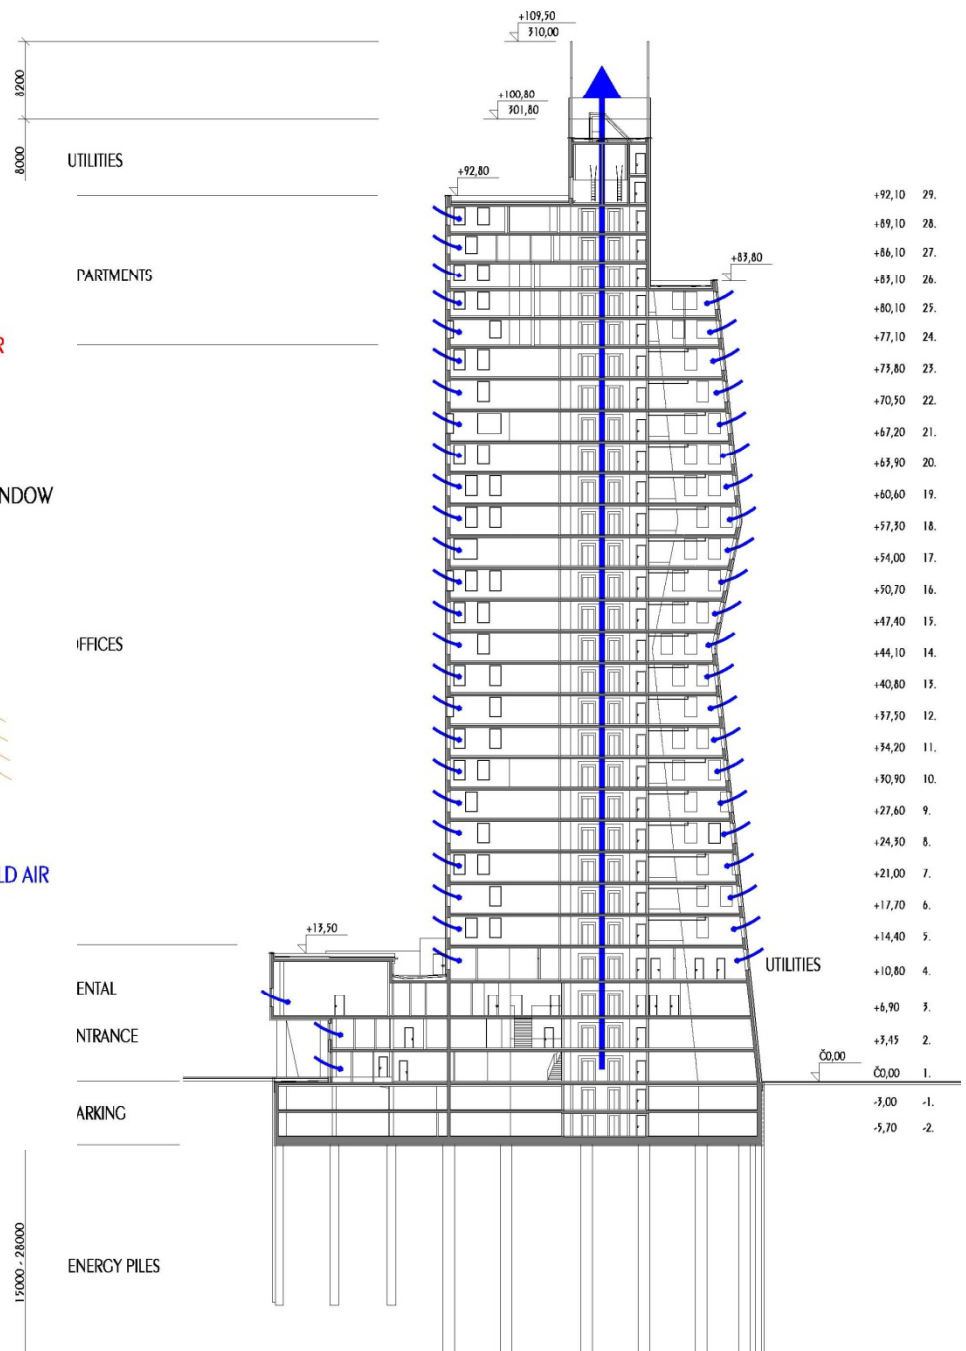 +109,50
310,00
8200
+100,80
301,80
8000
UTILITIES
+92,80
+92,10 29.
+89,10 28.
+86,10 27.
+83,80
PARTMENTS
+83,10 26.
+80,10 25.
+77,10 24.
R
+73,80 23.
+70,50 22.
+67,20 21.
+63,90 20.
NDOW
+60,60 19.
+57,30 18.
+54,00 17.
+50,70 16.
+47,40 15.
FFICES
+44,10 14.
+40,80 13.
+37,50 12.
+34,20 11.
+30,90 10.
+27,60 9.
+24,30 8.
LD AIR
+21,00 7.
+17,70 6.
+13,50
+14,40 5.
UTILITIES
+10,80 4.
ENTAL
+6,90 3.
NTRANCE
+3,45 2.
Č0,00
Č0,00 1.
ARKING
-3,00 -1.
-5,70 -2.
15000 - 28000
ENERGY PILES